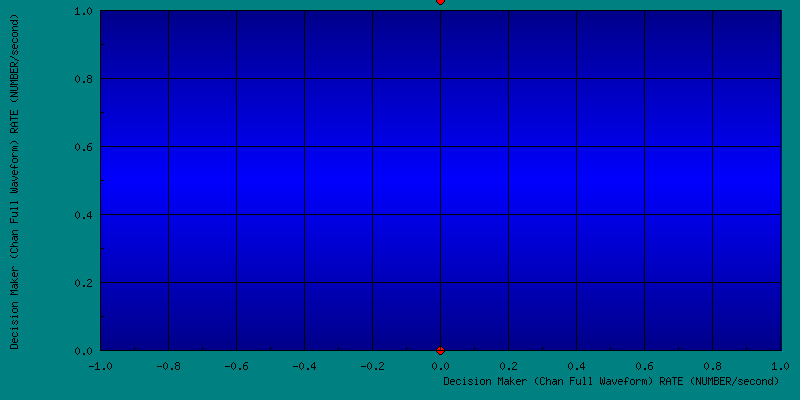 1.0
0.8
0.6
0.4
0.2
0.0
Decision Maker (Chan Full Waveform) RATE (NUMBER/second)
-1.0 -0.8 -0.6 -0.4 -0.2 0.0 0.2 0.4 0.6 0.8 1.0
Decision Maker (Chan Full Waveform) RATE (NUMBER/second)